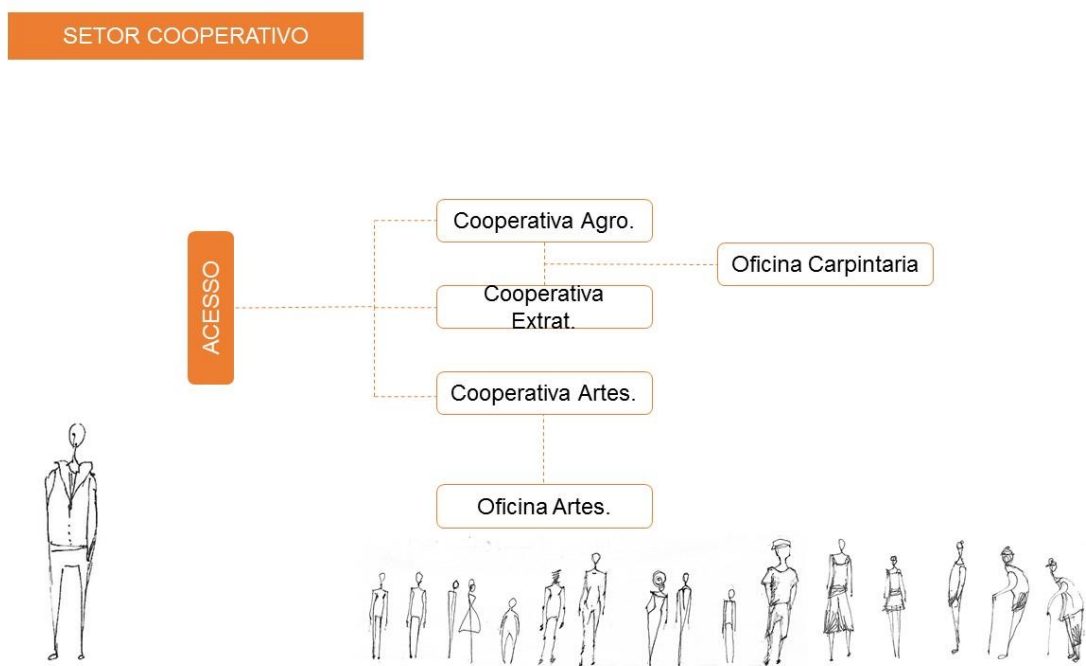 SETOR COOPERATIVO
ACESSO
Cooperativa Agro.
Oficina Carpintaria
Cooperativa
Extrat.
Cooperativa Artes.
Oficina Artes.